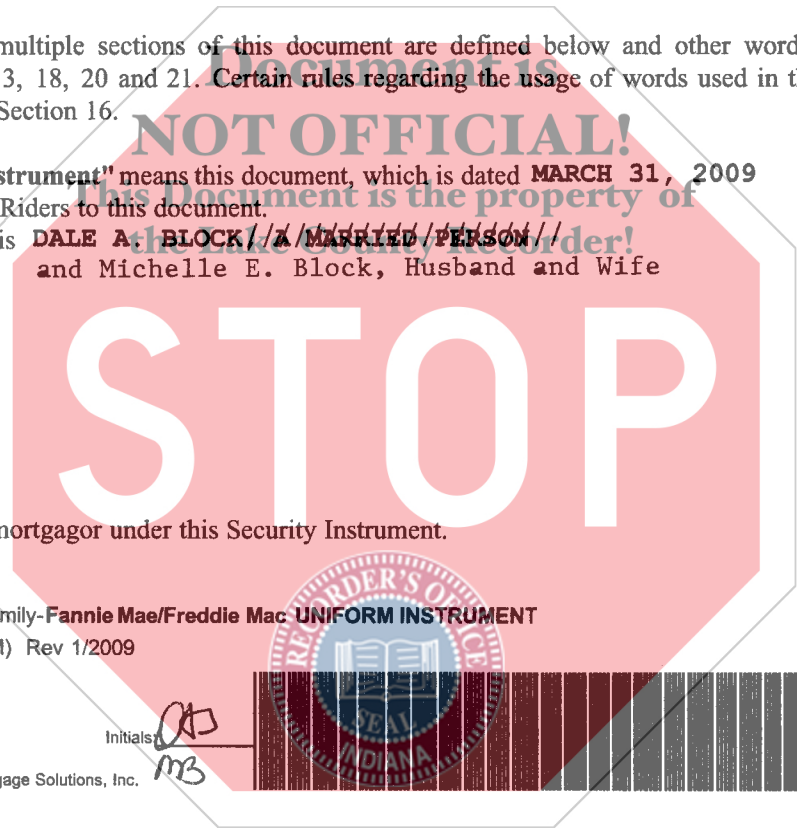 multiple sections of this document are defined below and other word
3, 18, 20 and 21. Certain rules regarding the usage of words used in t
Section 16.
Document is
NOT OFFICIAL!
This Document is the property of
the Lake County Recorder!
strument" means this document, which is dated MARCH 31, 2009
Riders to this document.
is DALE A. BLOCK//A/MARRIED/PERSON//
and Michelle E. Block, Husband and Wife
STOP
mortgagor under this Security Instrument.
mily-Fannie Mae/Freddie Mac UNIFORM INSTRUMENT
) Rev 1/2009
RECORDER'S OFFICE
SEAL
INDIANA
Initials:
MB
gage Solutions, Inc.